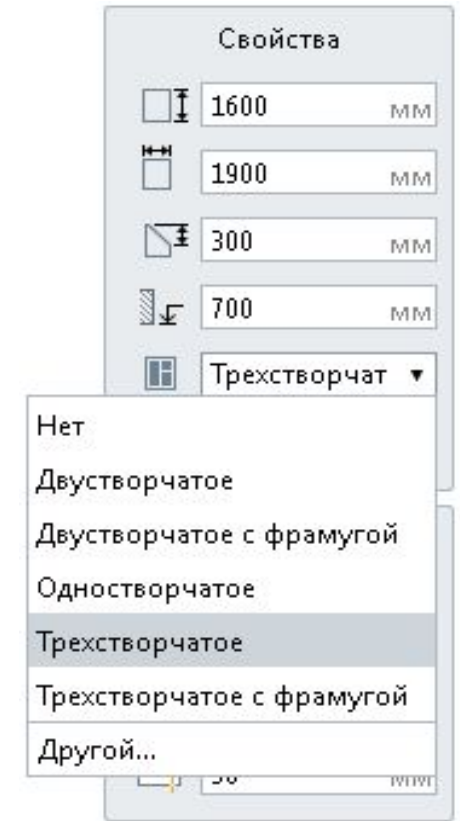 Свойства
1600 мм
1900 мм
300 мм
700 мм
Трехстворчат
Нет
Двустворчатое
Двустворчатое с фрамугой
Одностворчатое
Трехстворчатое
Трехстворчатое с фрамугой
Другой...